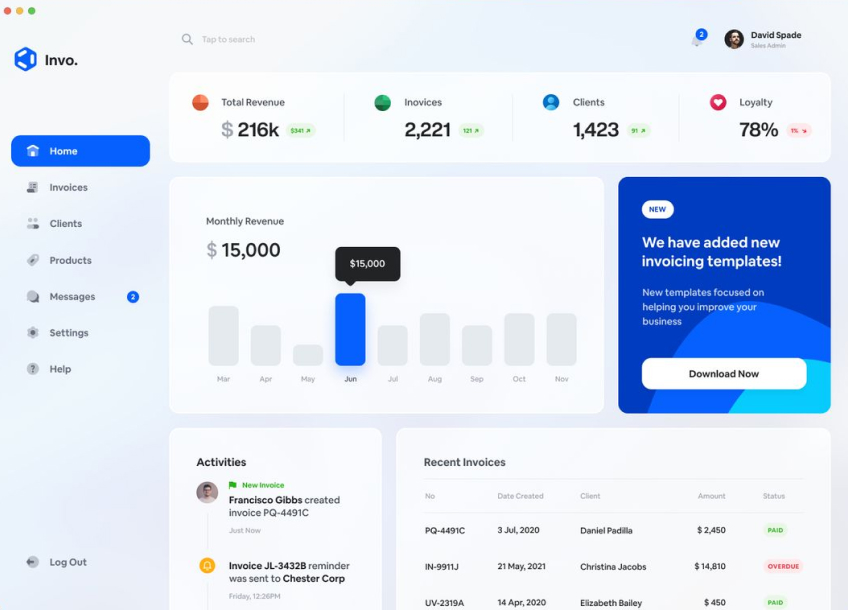 Invo.
Tap to search
2
David Spade
Sales Admin
Home
Invoices
Clients
Products
Messages 2
Settings
Help
Log Out
Total Revenue
$ 216k $341 ↗
Inovices
2,221 121 ↗
Clients
1,423 91 ↗
Loyalty
78% 1% ↘
Monthly Revenue
$ 15,000
$15,000
Mar Apr May Jun Jul Aug Sep Oct Nov
NEW
We have added new
invoicing templates!
New templates focused on
helping you improve your
business
Download Now
Activities
New Invoice
Francisco Gibbs created
invoice PQ-4491C
Just Now
Invoice JL-3432B reminder
was sent to Chester Corp
Friday, 12:26PM
Recent Invoices
No Date Created Client Amount Status
PQ-4491C 3 Jul, 2020 Daniel Padilla $ 2,450 PAID
IN-9911J 21 May, 2021 Christina Jacobs $ 14,810 OVERDUE
UV-2319A 14 Apr, 2020 Elizabeth Bailey $ 450 PAID